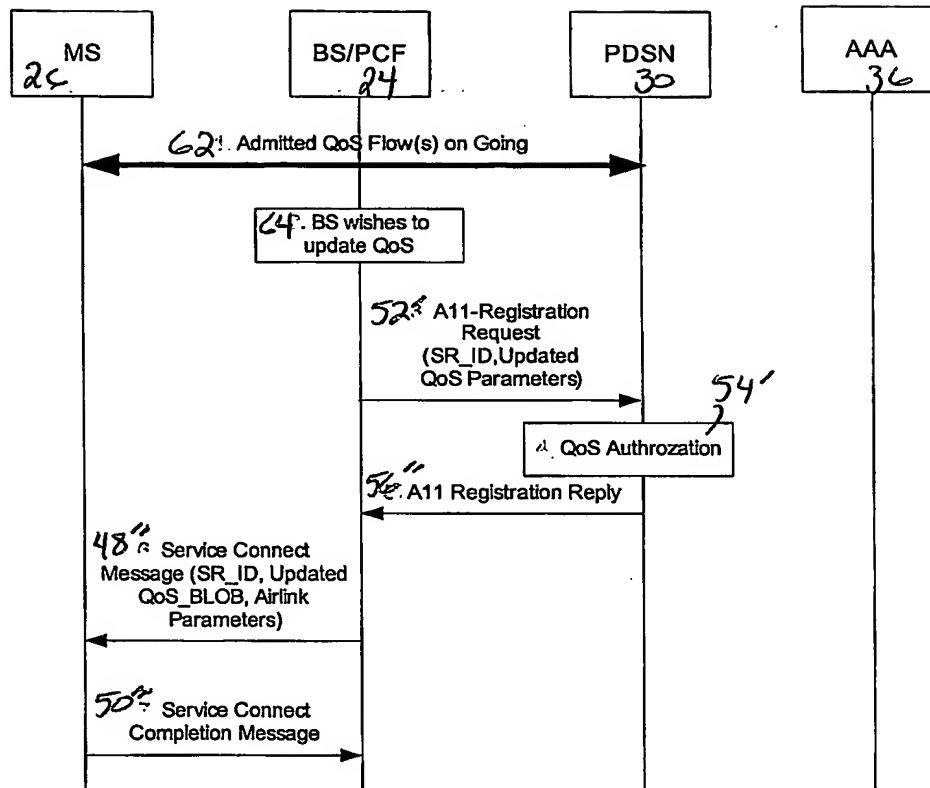 MS
26
BS/PCF
24
PDSN
30
AAA
36
62". Admitted QoS Flow(s) on Going
64". BS wishes to
update QoS
52" A11-Registration
Request
(SR_ID,Updated
QoS Parameters)
54'
QoS Authrozation
56" A11 Registration Reply
48" Service Connect
Message (SR_ID, Updated
QoS_BLOB, Airlink
Parameters)
50" Service Connect
Completion Message